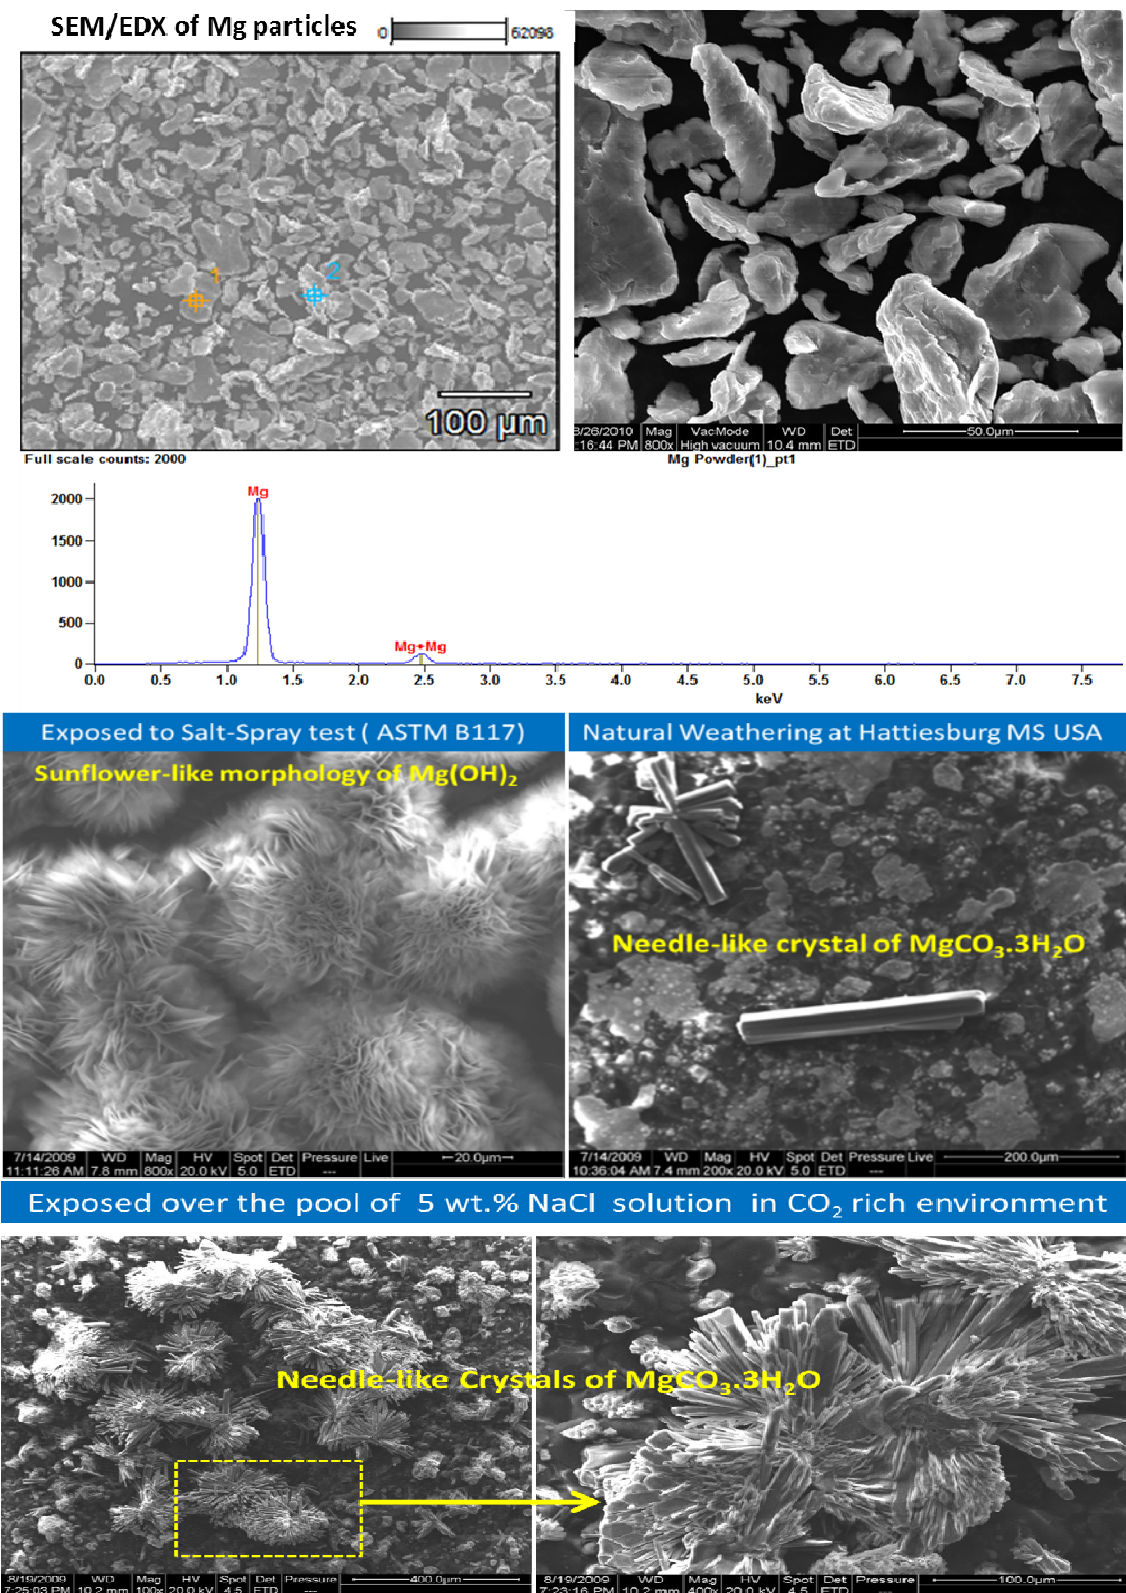 SEM/EDX of Mg particles
0 62098
1
2
100 µm
8/26/2010 Mag VacMode WD Det 50.0µm
:16:44 PM 800x High vacuum 10.4 mm ETD
Full scale counts: 2000 Mg Powder(1)_pt1
Mg
2000
1500
1000
500
Mg+Mg
0
0.0 0.5 1.0 1.5 2.0 2.5 3.0 3.5 4.0 4.5 5.0 5.5 6.0 6.5 7.0 7.5
keV
Exposed to Salt-Spray test ( ASTM B117)
Sunflower-like morphology of Mg(OH)₂
7/14/2009 WD Mag HV Spot Det Pressure Live 20.0µm
11:11:26 AM 7.8 mm 800x 20.0 kV 5.0 ETD ---
Natural Weathering at Hattiesburg MS USA
Needle-like crystal of MgCO₃.3H₂O
7/14/2009 WD Mag HV Spot Det Pressure Live 200.0µm
10:36:04 AM 7.4 mm 200x 20.0 kV 5.0 ETD ---
Exposed over the pool of 5 wt.% NaCl solution in CO₂ rich environment
Needle-like Crystals of MgCO₃.3H₂O
8/19/2009 WD Mag HV Spot Det Pressure 400.0µm
7:25:03 PM 10.2 mm 100x 20.0 kV 4.5 ETD ---
8/19/2009 WD Mag HV Spot Det Pressure 100.0µm
7:23:16 PM 10.2 mm 400x 20.0 kV 4.5 ETD ---